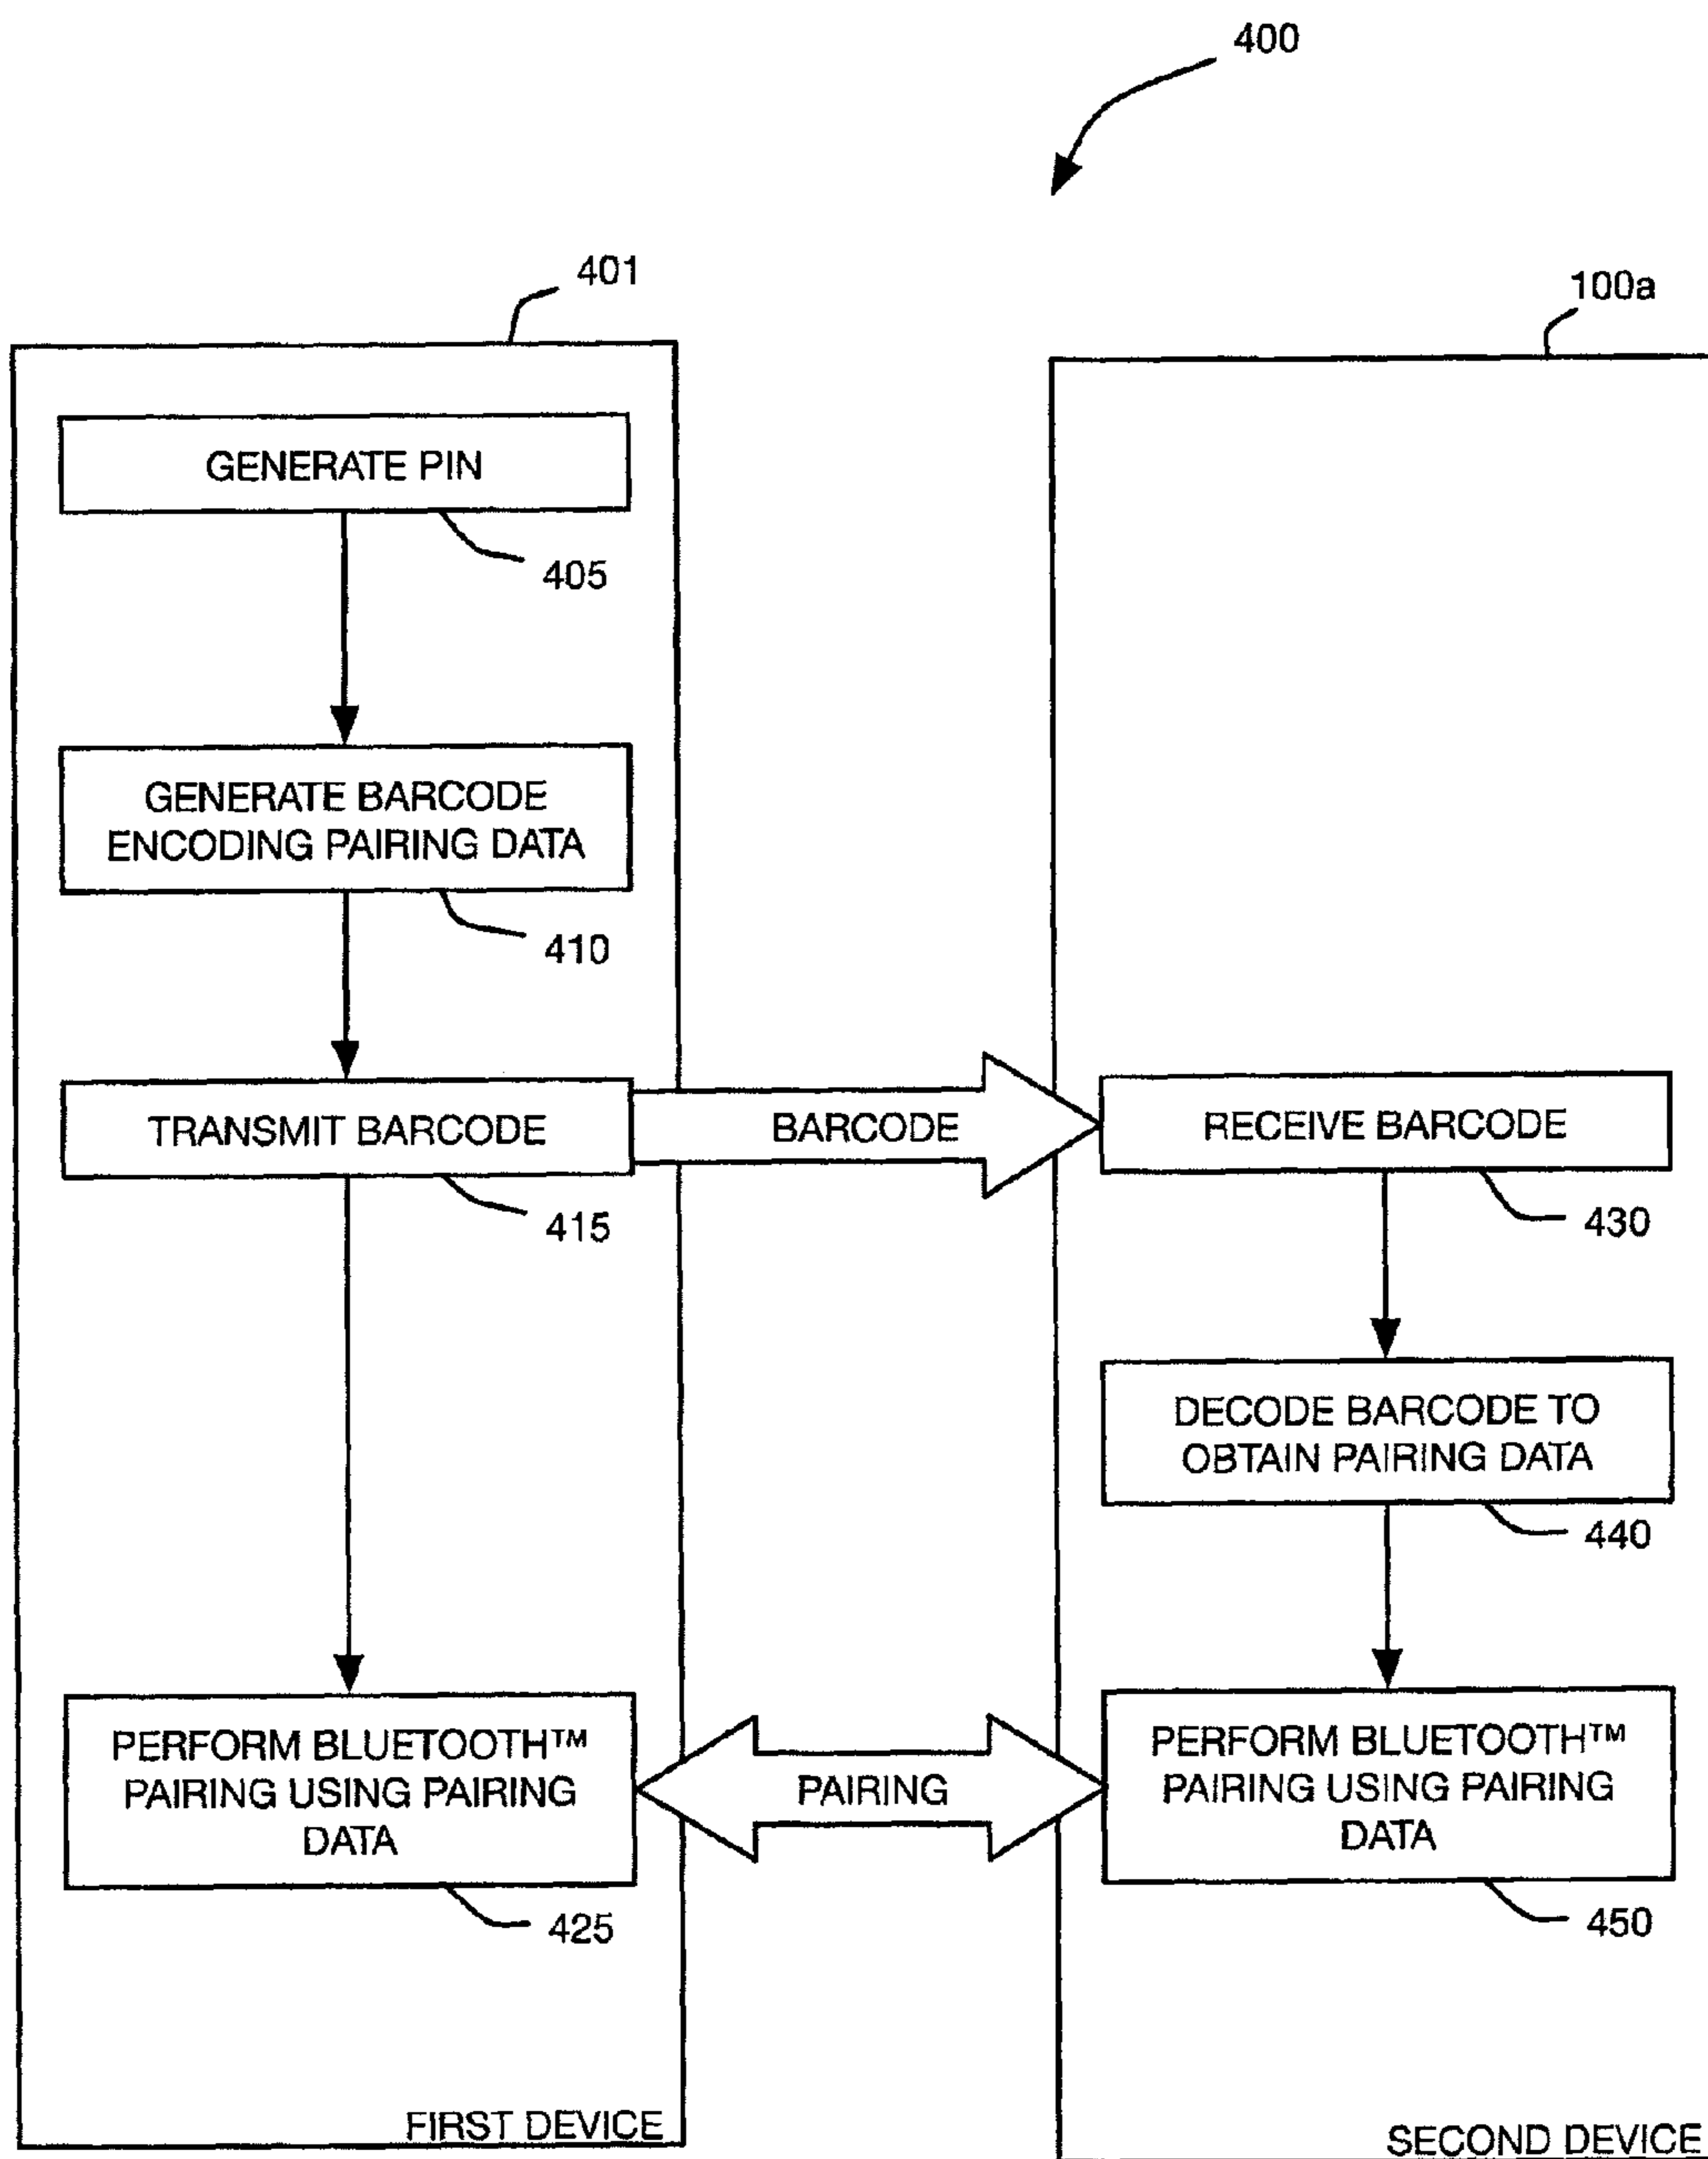 400
401
100a
GENERATE PIN
405
GENERATE BARCODE
ENCODING PAIRING DATA
410
TRANSMIT BARCODE
415
BARCODE
RECEIVE BARCODE
430
DECODE BARCODE TO
OBTAIN PAIRING DATA
440
PERFORM BLUETOOTH™
PAIRING USING PAIRING
DATA
425
PAIRING
PERFORM BLUETOOTH™
PAIRING USING PAIRING
DATA
450
FIRST DEVICE
SECOND DEVICE